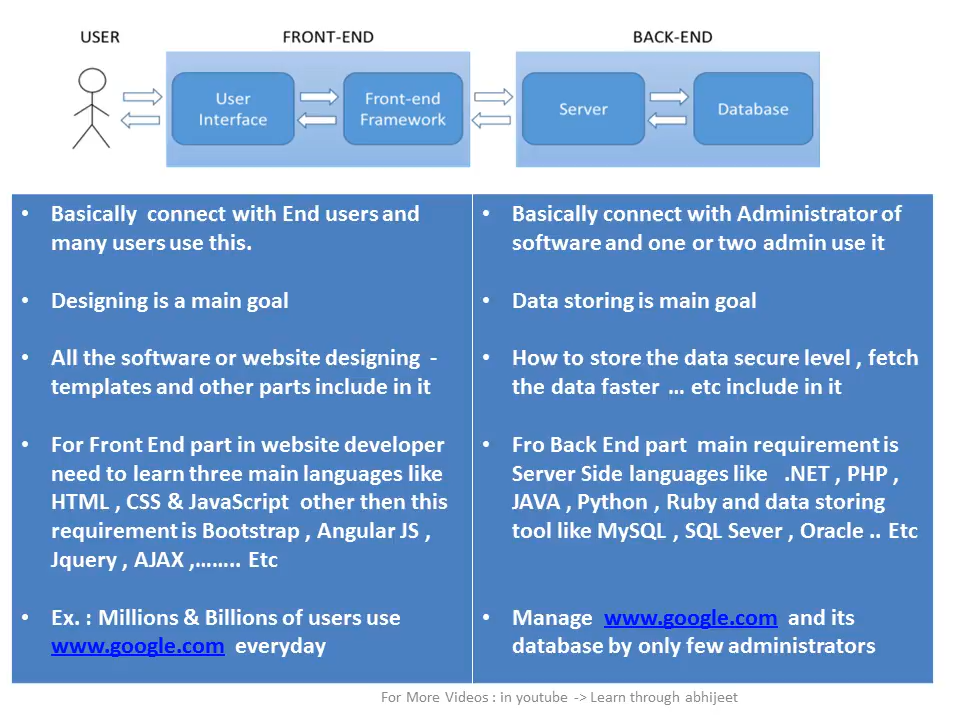 USER
FRONT-END
BACK-END
User
Interface
Front-end
Framework
Server
Database
• Basically connect with End users and
many users use this.
• Designing is a main goal
• All the software or website designing -
templates and other parts include in it
• For Front End part in website developer
need to learn three main languages like
HTML , CSS & JavaScript other then this
requirement is Bootstrap , Angular JS ,
Jquery , AJAX ,…….. Etc
• Ex. : Millions & Billions of users use
www.google.com everyday
• Basically connect with Administrator of
software and one or two admin use it
• Data storing is main goal
• How to store the data secure level , fetch
the data faster … etc include in it
• Fro Back End part main requirement is
Server Side languages like .NET , PHP ,
JAVA , Python , Ruby and data storing
tool like MySQL , SQL Sever , Oracle .. Etc
• Manage www.google.com and its
database by only few administrators
For More Videos : in youtube -> Learn through abhijeet